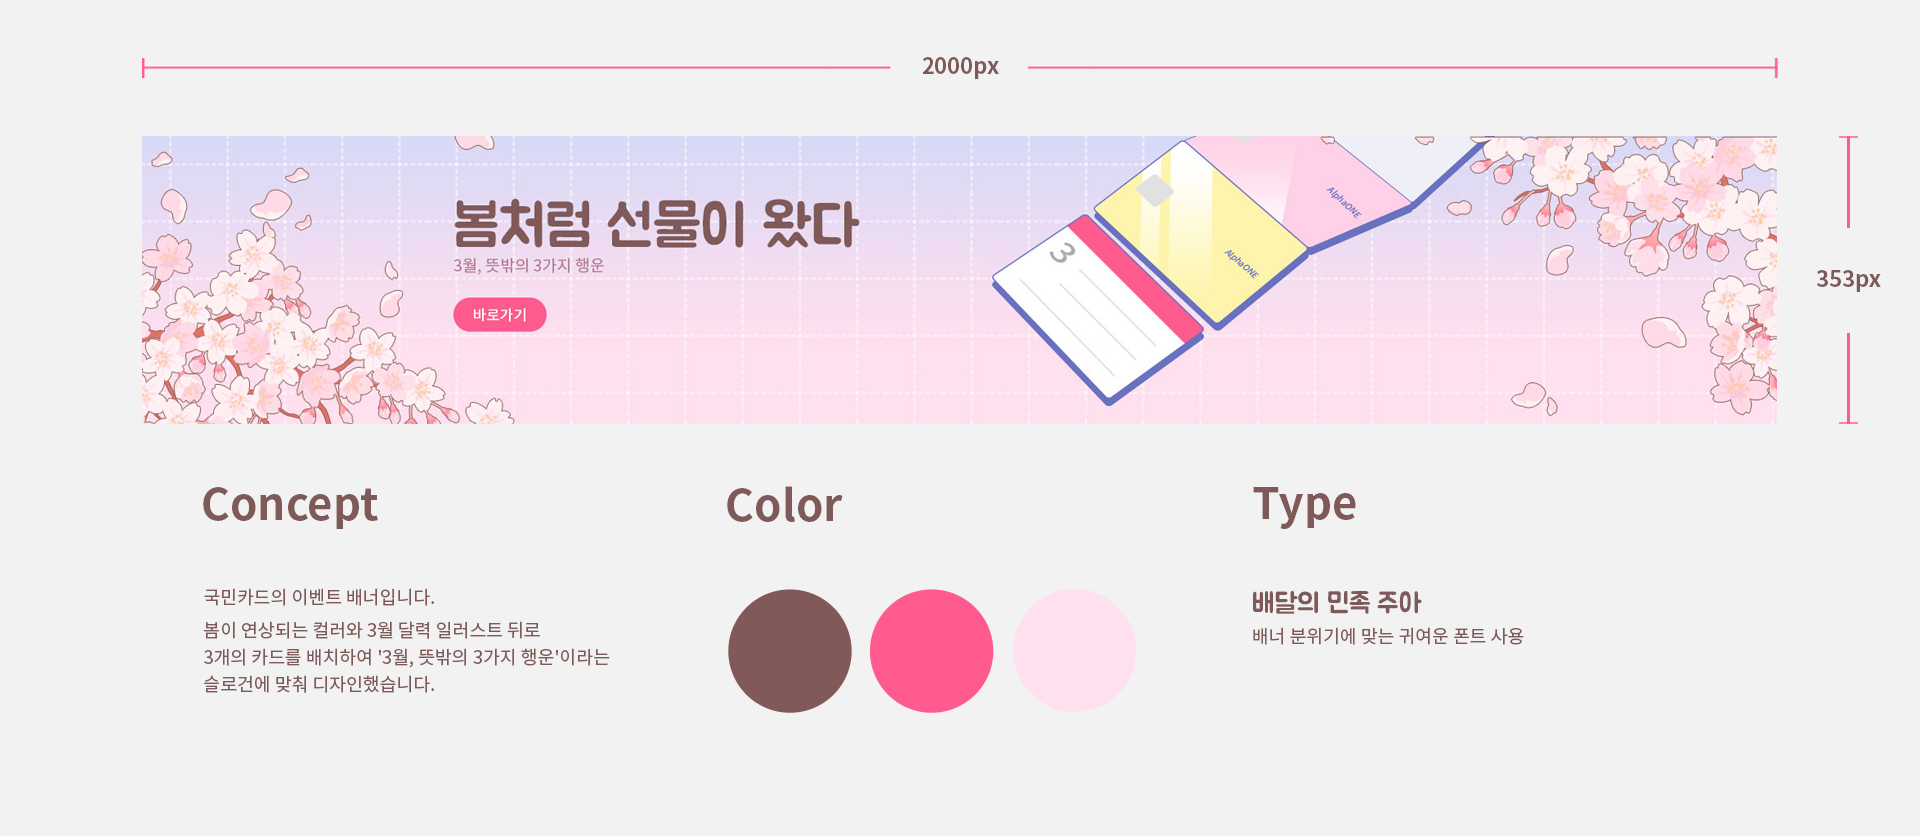 2000px
봄처럼 선물이 왔다
3월, 뜻밖의 3가지 행운
바로가기
3
AlphaONE
AlphaONE
353px
Concept
국민카드의 이벤트 배너입니다.
봄이 연상되는 컬러와 3월 달력 일러스트 뒤로
3개의 카드를 배치하여 '3월, 뜻밖의 3가지 행운'이라는
슬로건에 맞춰 디자인했습니다.
Color
Type
배달의 민족 주아
배너 분위기에 맞는 귀여운 폰트 사용